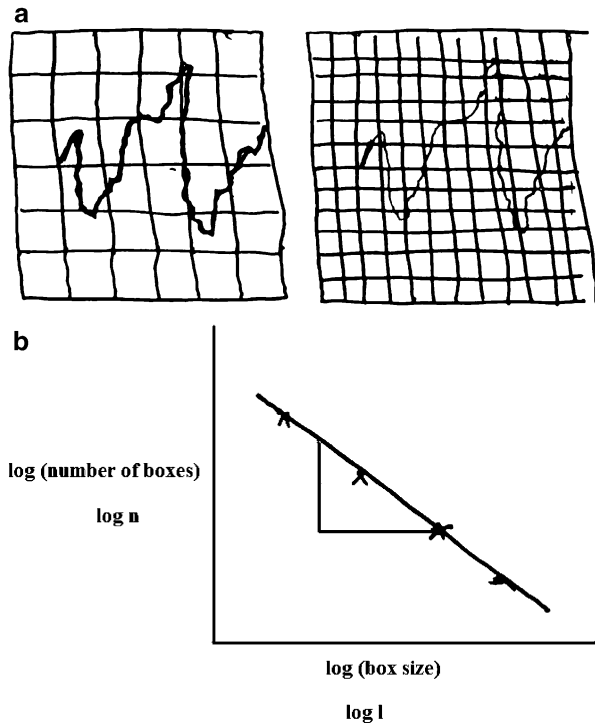 a
b
log (number of boxes)
log n
log (box size)
log l